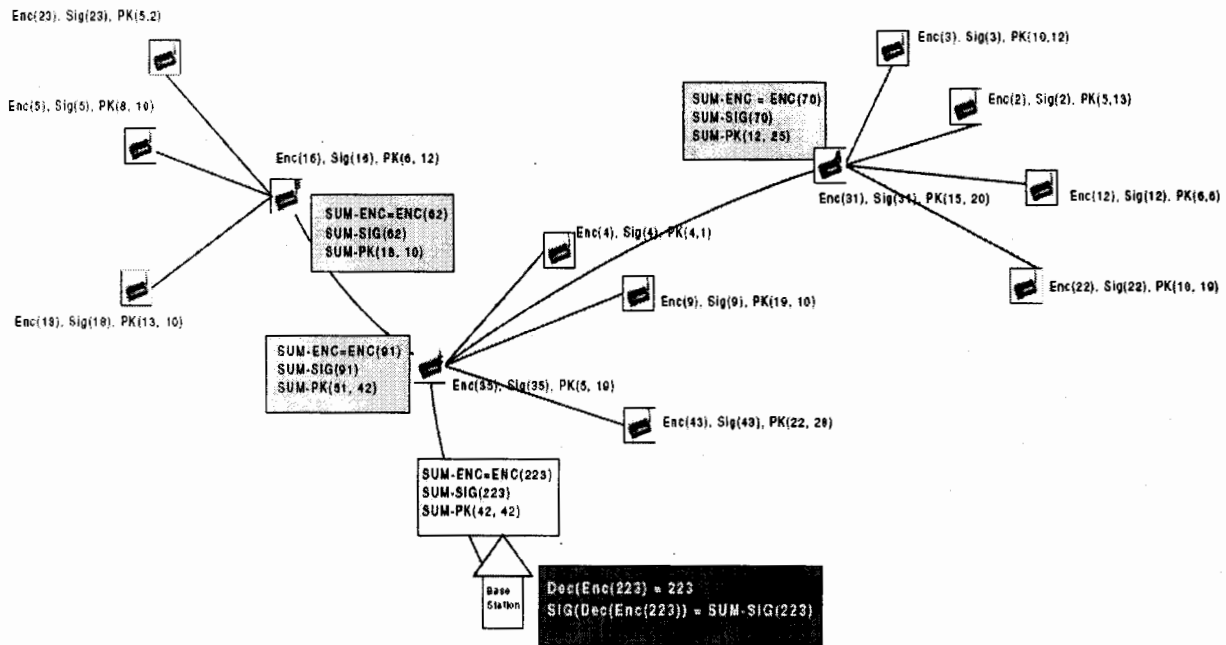 Enc(23). Sig(23), PK(5.2)
Enc(5), Sig(5), PK(8, 10)
Enc(16), Sig(16), PK(6, 12)
SUM-ENC=ENC(62)
SUM-SIG(62)
SUM-PK(18, 10)
Enc(18). Sig(18). PK(13, 10)
SUM-ENC = ENC(70)
SUM-SIG(70)
SUM-PK(12, 25)
Enc(3). Sig(3), PK(10,12)
Enc(2), Sig(2), PK(5,13)
Enc(12), Sig(12). PK(6,6)
Enc(31), Sig(31), PK(15, 20)
Enc(22). Sig(22), PK(10, 19)
Enc(4), Sig(4), PK(4,1)
Enc(9), Sig(9), PK(19, 10)
SUM-ENC=ENC(91)
SUM-SIG(91)
SUM-PK(51, 42)
Enc(35), Sig(35), PK(5, 19)
Enc(43), Sig(43), PK(22, 28)
SUM-ENC=ENC(223)
SUM-SIG(223)
SUM-PK(42, 42)
Base
Station
Dec(Enc(223) = 223
SIG(Dec(Enc(223)) = SUM-SIG(223)